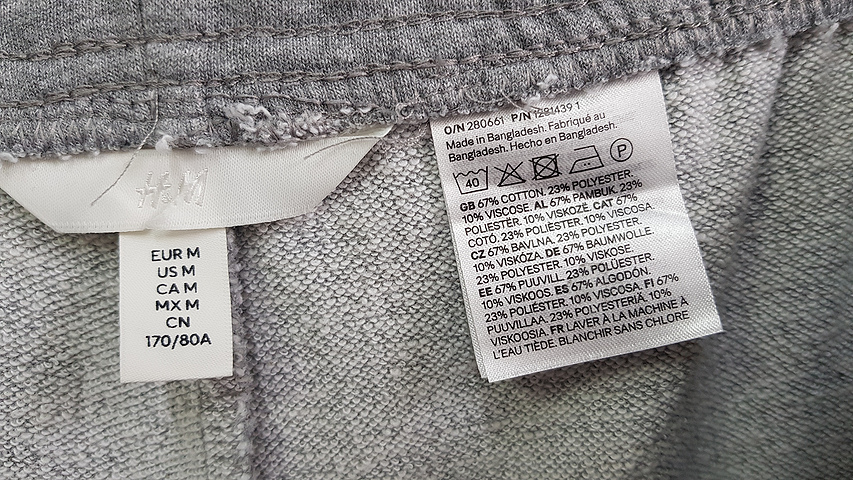 H&M
EUR M
US M
CA M
MX M
CN
170/80A
O/N 280661 P/N 1281439 1
Made in Bangladesh. Fabriqué au
Bangladesh. Hecho en Bangladesh.
40 P
GB 67% COTTON. 23% POLYESTER.
10% VISCOSE. AL 67% PAMBUK. 23%
POLIESTËR. 10% VISKOZË. CAT 67%
COTÓ. 23% POLIÈSTER. 10% VISCOSA.
CZ 67% BAVLNA. 23% POLYESTER.
10% VISKÓZA. DE 67% BAUMWOLLE.
23% POLYESTER. 10% VISKOSE.
EE 67% PUUVILL. 23% POLÜESTER.
10% VISKOOS. ES 67% ALGODÓN.
23% POLIÉSTER. 10% VISCOSA. FI 67%
PUUVILLAA. 23% POLYESTERIÄ. 10%
VISKOOSIA. FR LAVER À LA MACHINE À
L'EAU TIÈDE. BLANCHIR SANS CHLORE